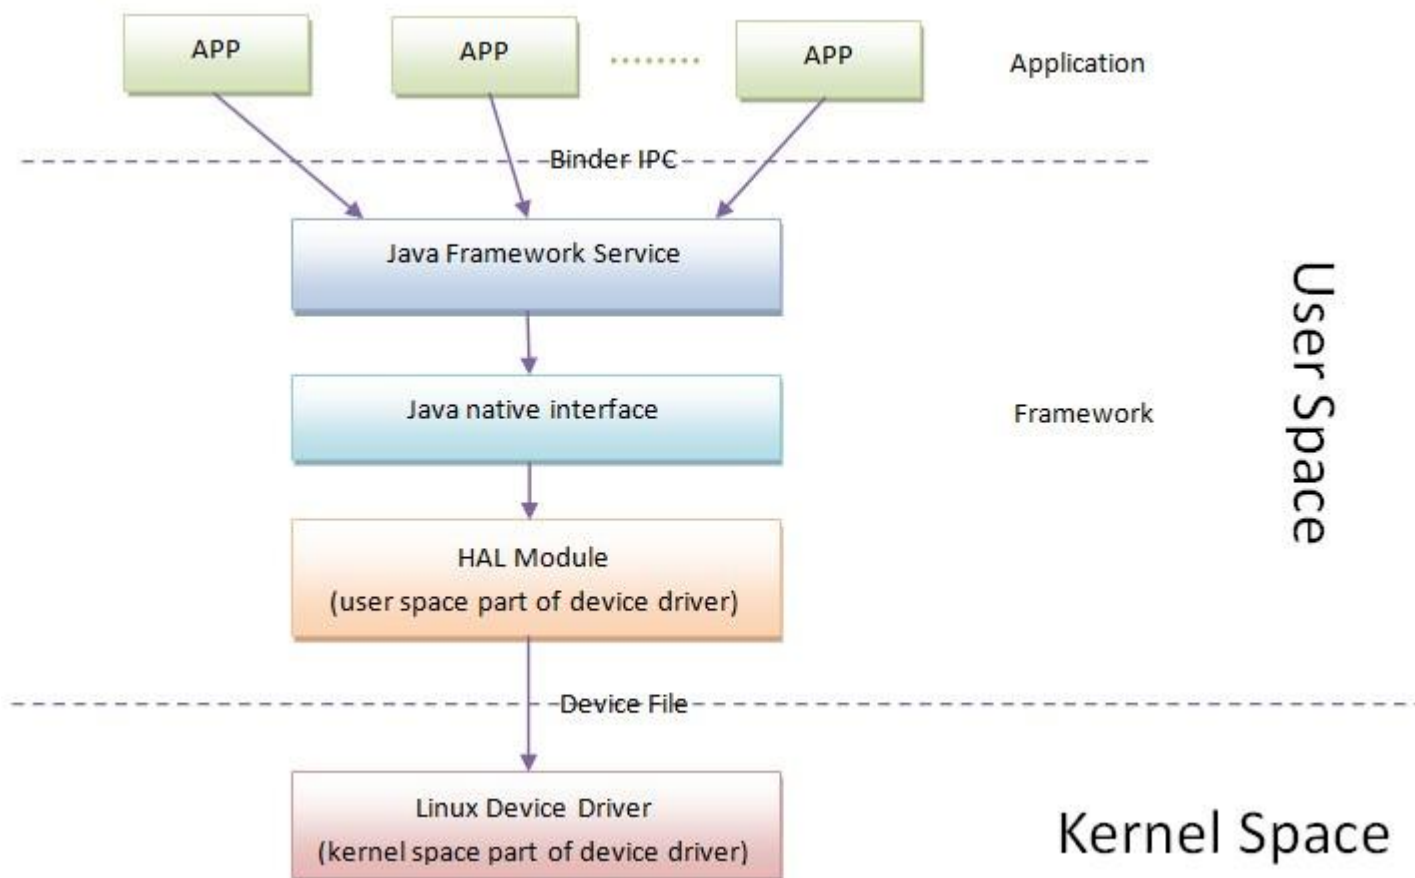 APP
APP
APP
Application
Binder IPC
Java Framework Service
User Space
Java native interface
Framework
HAL Module
(user space part of device driver)
Device File
Linux Device Driver
(kernel space part of device driver)
Kernel Space